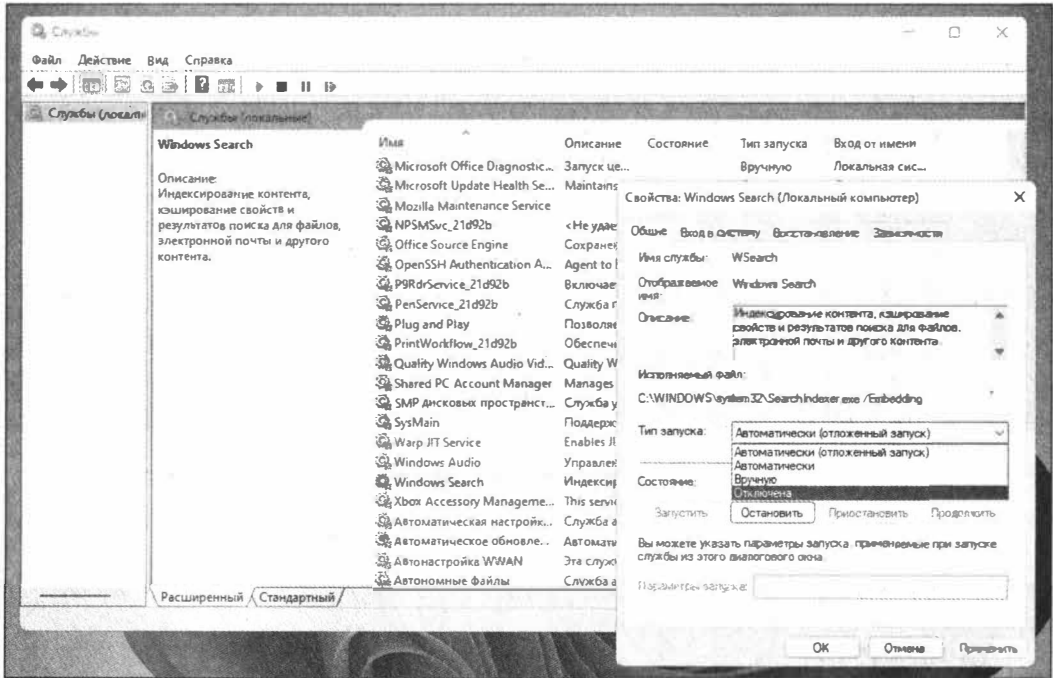 Службы
Файл Действие Вид Справка
Службы (локаль
Службы (локальные)
Windows Search
Описание:
Индексирование контента,
кэширование свойств и
результатов поиска для файлов,
электронной почты и другого
контента.
Имя Описание Состояние Тип запуска Вход от имени
Microsoft Office Diagnostic... Запуск це... Вручную Локальная сис...
Microsoft Update Health Se... Maintains
Mozilla Maintenance Service
NPSMSvc_21d92b <Не удае
Office Source Engine Сохранен
OpenSSH Authentication A... Agent to
P9RdrService_21d92b Включае
PenService_21d92b Служба
Plug and Play Позволяе
PrintWorkflow_21d92b Обеспечи
Quality Windows Audio Vid... Quality W
Shared PC Account Manager Manages
SMP дисковых пространст... Служба у
SysMain Поддерж
Warp JIT Service Enables JI
Windows Audio Управлен
Windows Search Индексир
Xbox Accessory Manageme... This servi
Автоматическая настройк... Служба а
Автоматическое обновле... Автомати
Автонастройка WWAN Эта служ
Автономные файлы Служба а
Расширенный Стандартный
Свойства: Windows Search (Локальный компьютер)
Общие Вход в систему Восстановление Зависимости
Имя службы: WSearch
Отображаемое имя: Windows Search
Описание: Индексирование контента, кэширование
свойств и результатов поиска для файлов,
электронной почты и другого контента.
Исполняемый файл:
C:\WINDOWS\system32\SearchIndexer.exe /Embedding
Тип запуска: Автоматически (отложенный запуск)
Автоматически (отложенный запуск)
Автоматически
Вручную
Отключена
Состояние:
Запустить Остановить Приостановить Продолжить
Вы можете указать параметры запуска, применяемые при запуске
службы из этого диалогового окна.
Параметры запуска:
ОК Отмена Применить